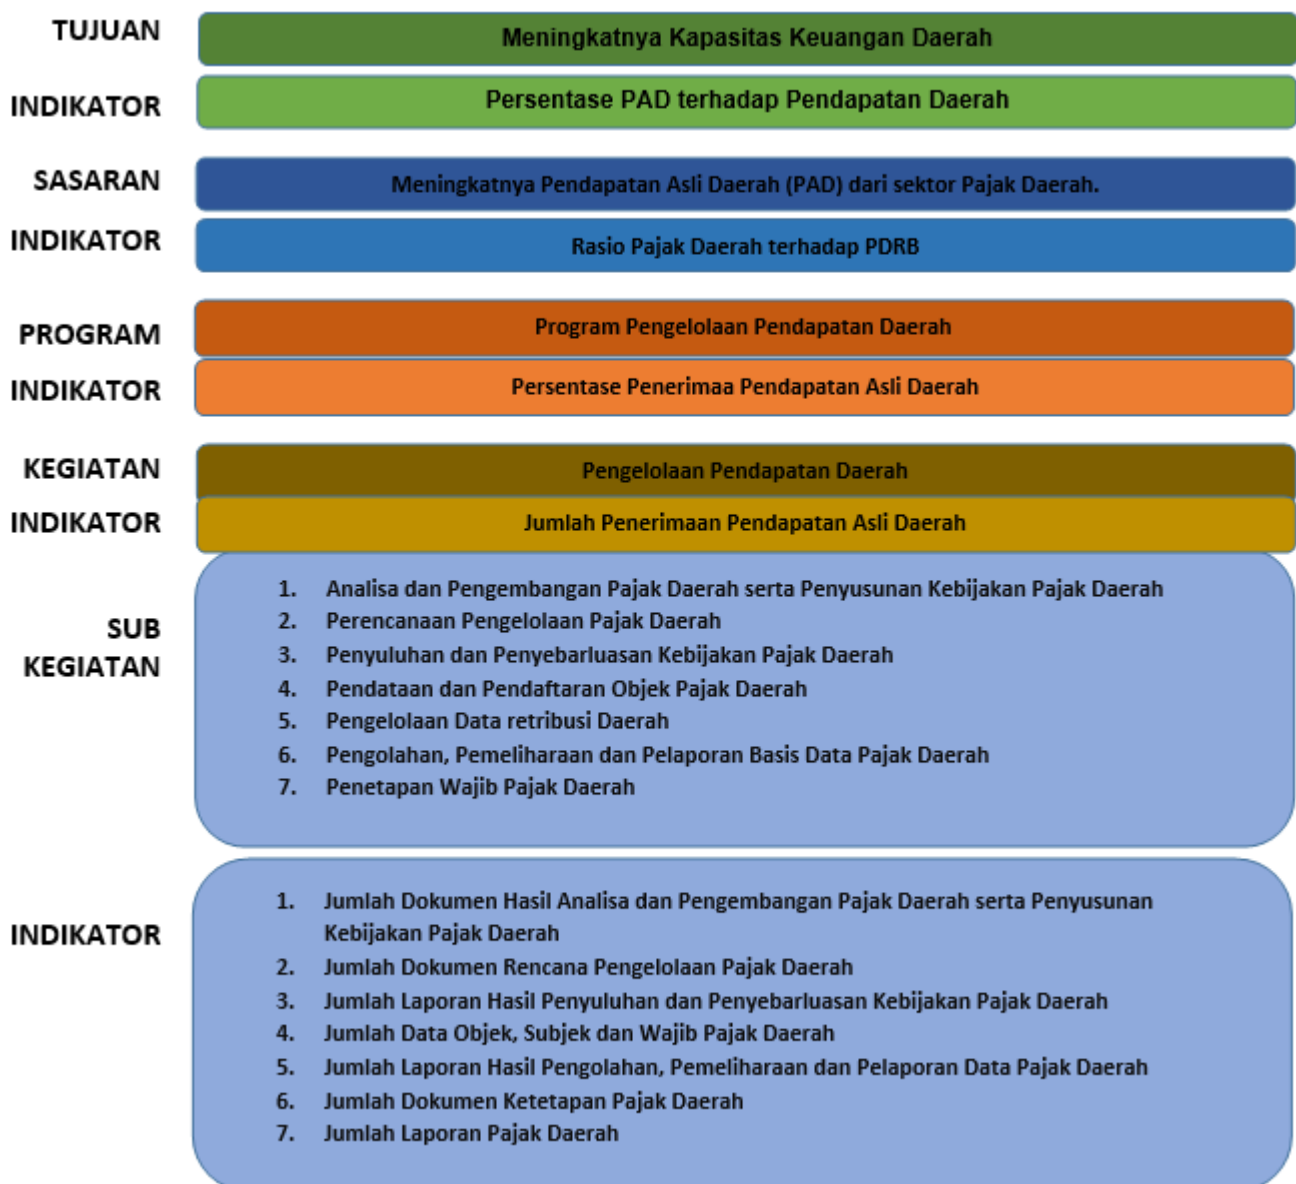 TUJUAN
Meningkatnya Kapasitas Keuangan Daerah
INDIKATOR
Persentase PAD terhadap Pendapatan Daerah
SASARAN
Meningkatnya Pendapatan Asli Daerah (PAD) dari sektor Pajak Daerah.
INDIKATOR
Rasio Pajak Daerah terhadap PDRB
PROGRAM
Program Pengelolaan Pendapatan Daerah
INDIKATOR
Persentase Penerimaa Pendapatan Asli Daerah
KEGIATAN
Pengelolaan Pendapatan Daerah
INDIKATOR
Jumlah Penerimaan Pendapatan Asli Daerah
SUB
KEGIATAN
1. Analisa dan Pengembangan Pajak Daerah serta Penyusunan Kebijakan Pajak Daerah
2. Perencanaan Pengelolaan Pajak Daerah
3. Penyuluhan dan Penyebarluasan Kebijakan Pajak Daerah
4. Pendataan dan Pendaftaran Objek Pajak Daerah
5. Pengelolaan Data retribusi Daerah
6. Pengolahan, Pemeliharaan dan Pelaporan Basis Data Pajak Daerah
7. Penetapan Wajib Pajak Daerah
INDIKATOR
1. Jumlah Dokumen Hasil Analisa dan Pengembangan Pajak Daerah serta Penyusunan
Kebijakan Pajak Daerah
2. Jumlah Dokumen Rencana Pengelolaan Pajak Daerah
3. Jumlah Laporan Hasil Penyuluhan dan Penyebarluasan Kebijakan Pajak Daerah
4. Jumlah Data Objek, Subjek dan Wajib Pajak Daerah
5. Jumlah Laporan Hasil Pengolahan, Pemeliharaan dan Pelaporan Data Pajak Daerah
6. Jumlah Dokumen Ketetapan Pajak Daerah
7. Jumlah Laporan Pajak Daerah